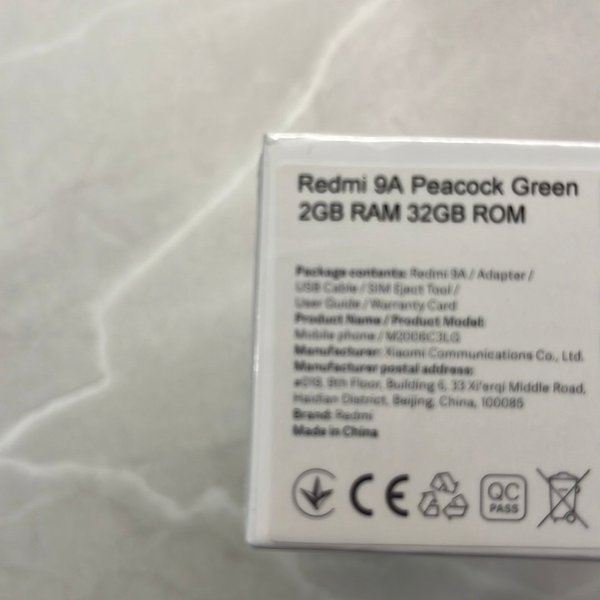 Redmi 9A Peacock Green
2GB RAM 32GB ROM
Package contents: Redmi 9A / Adapter /
USB Cable / SIM Eject Tool /
User Guide / Warranty Card
Product Name / Product Model:
Mobile phone / M2006C3LG
Manufacturer: Xiaomi Communications Co., Ltd.
Manufacturer postal address:
#019, 9th Floor, Building 6, 33 Xi'erqi Middle Road,
Haidian District, Beijing, China, 100085
Brand: Redmi
Made in China
CE
QC
PASS